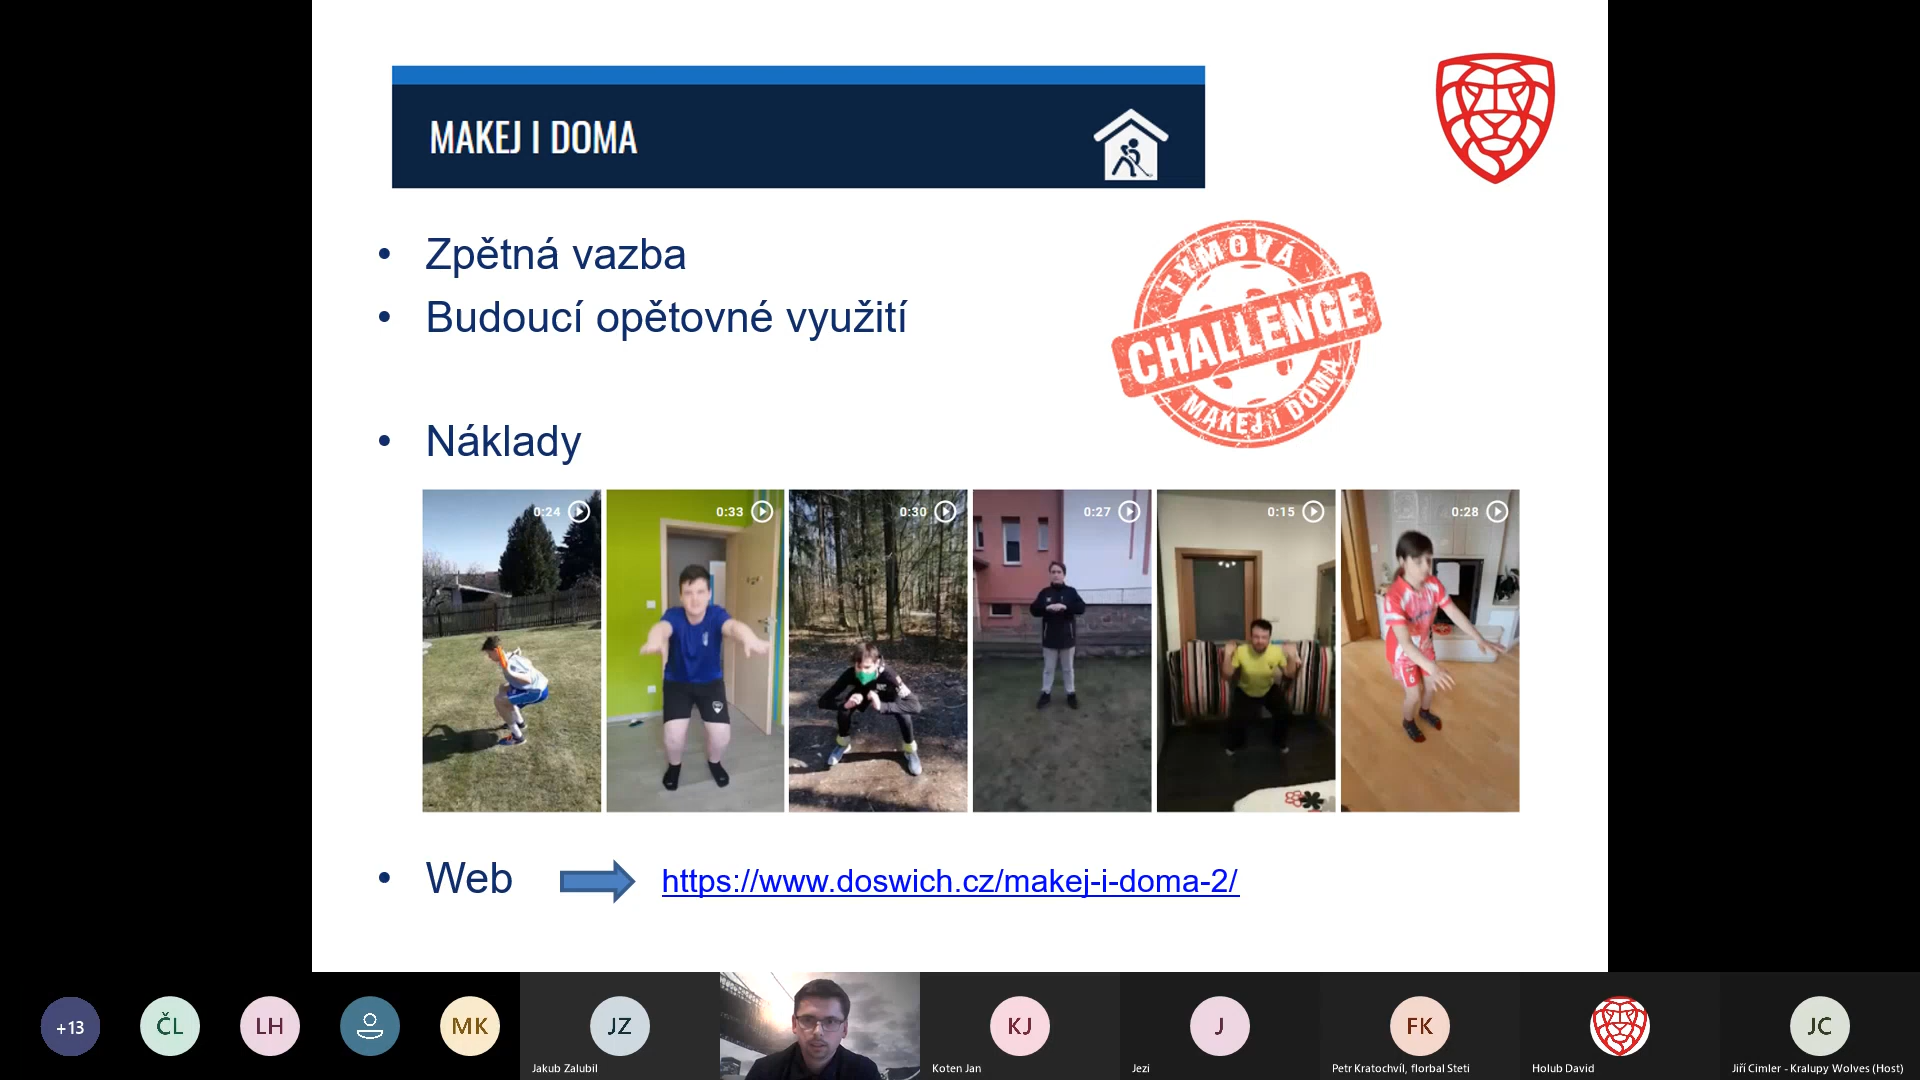 MAKEJ I DOMA
• Zpětná vazba
• Budoucí opětovné využití
TÝMOVÁ
CHALLENGE
MAKEJ i DOMA
• Náklady
0:24
0:33
0:30
0:27
0:15
0:28
• Web
https://www.doswich.cz/makej-i-doma-2/
+13
ČL
LH
MK
JZ
KJ
J
FK
JC
Jakub Zalubil
Koten Jan
Jezi
Petr Kratochvíl, florbal Steti
Holub David
Jiří Cimler - Kralupy Wolves (Host)